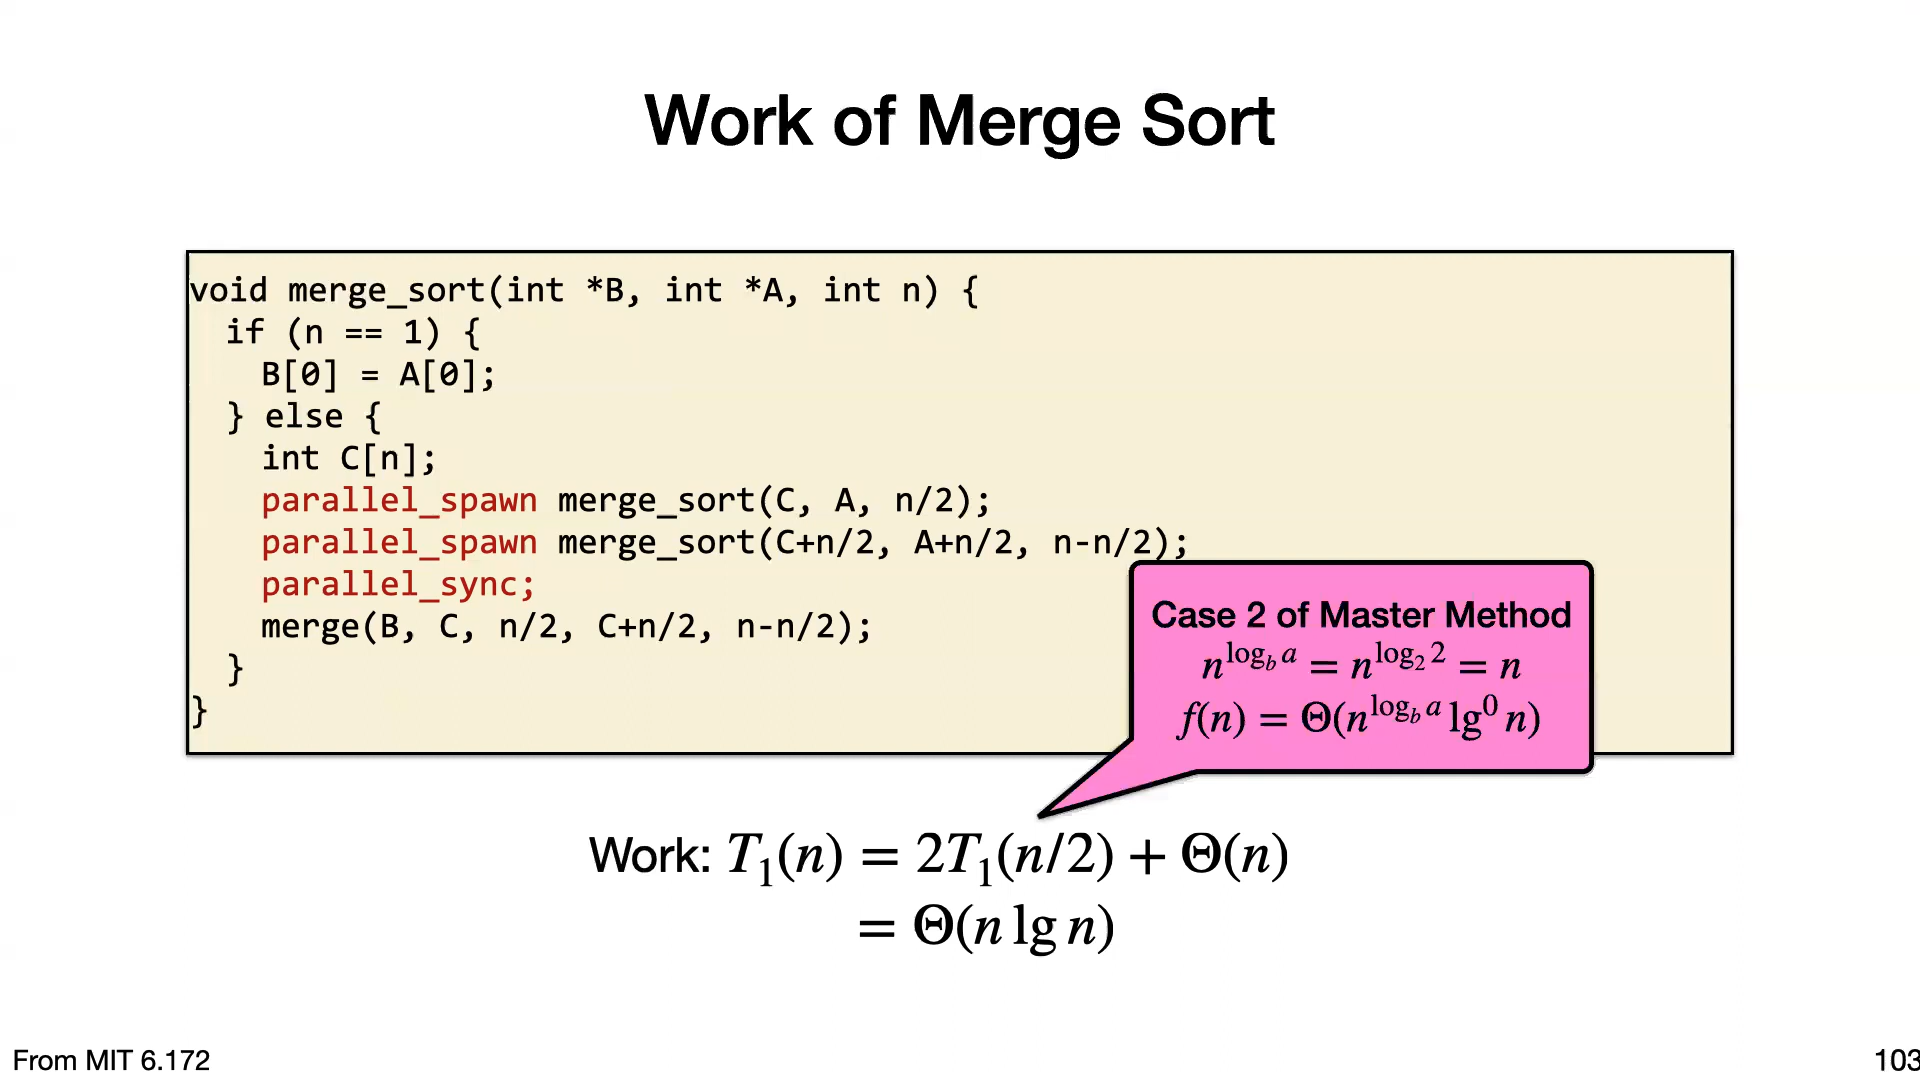 Work of Merge Sort
void merge_sort(int *B, int *A, int n) {
  if (n == 1) {
    B[0] = A[0];
  } else {
    int C[n];
    parallel_spawn merge_sort(C, A, n/2);
    parallel_spawn merge_sort(C+n/2, A+n/2, n-n/2);
    parallel_sync;
    merge(B, C, n/2, C+n/2, n-n/2);
  }
}
Case 2 of Master Method
n^{log_b a} = n^{log_2 2} = n
f(n) = Θ(n^{log_b a} lg^0 n)
Work: T_1(n) = 2T_1(n/2) + Θ(n)
= Θ(n lg n)
From MIT 6.172
103